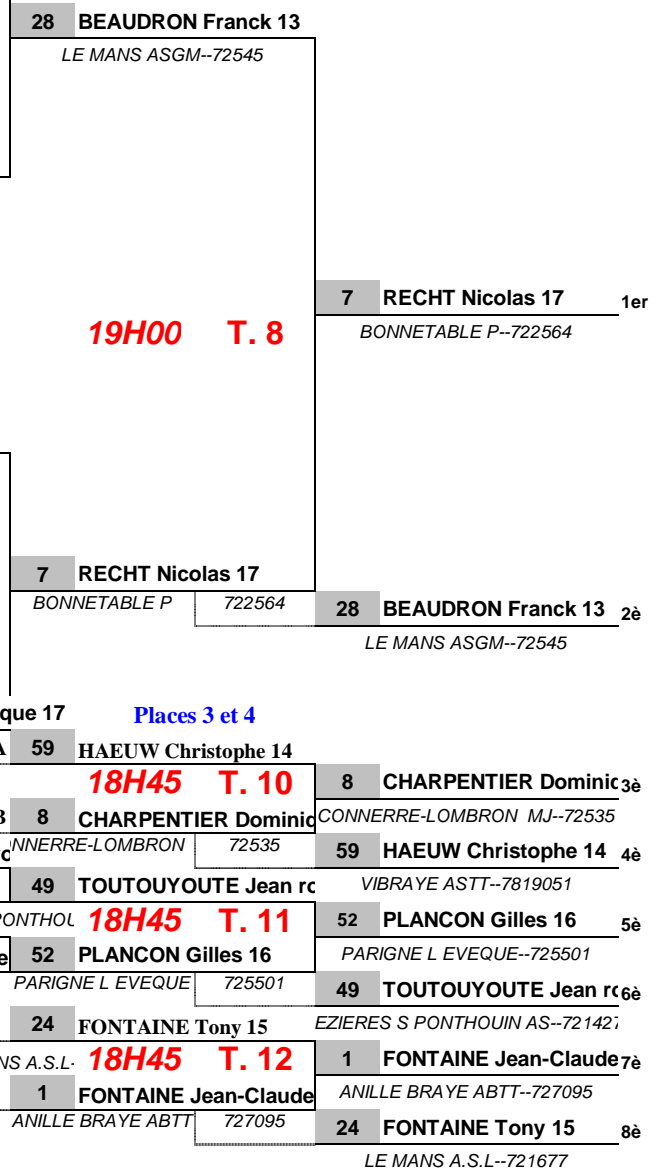 28 BEAUDRON Franck 13
LE MANS ASGM--72545
7 RECHT Nicolas 17 1er
19H00 T. 8
BONNETABLE P--722564
7 RECHT Nicolas 17
BONNETABLE P 722564
28 BEAUDRON Franck 13 2è
LE MANS ASGM--72545
que 17 Places 3 et 4
59 HAEUW Christophe 14
18H45 T. 10
8 CHARPENTIER Dominic 3è
8 CHARPENTIER Dominic
CONNERRE-LOMBRON MJ--72535
NNERRE-LOMBRON 72535
59 HAEUW Christophe 14 4è
49 TOUTOUYOUTE Jean ro
VIBRAYE ASTT--7819051
PONTHOU 18H45 T. 11
52 PLANCON Gilles 16 5è
52 PLANCON Gilles 16
PARIGNE L EVEQUE--725501
PARIGNE L EVEQUE 725501
49 TOUTOUYOUTE Jean ro 6è
24 FONTAINE Tony 15
EZIERES S PONTHOUIN AS--721427
NS A.S.L- 18H45 T. 12
1 FONTAINE Jean-Claude 7è
1 FONTAINE Jean-Claude
ANILLE BRAYE ABTT--727095
ANILLE BRAYE ABTT 727095
24 FONTAINE Tony 15 8è
LE MANS A.S.L--721677